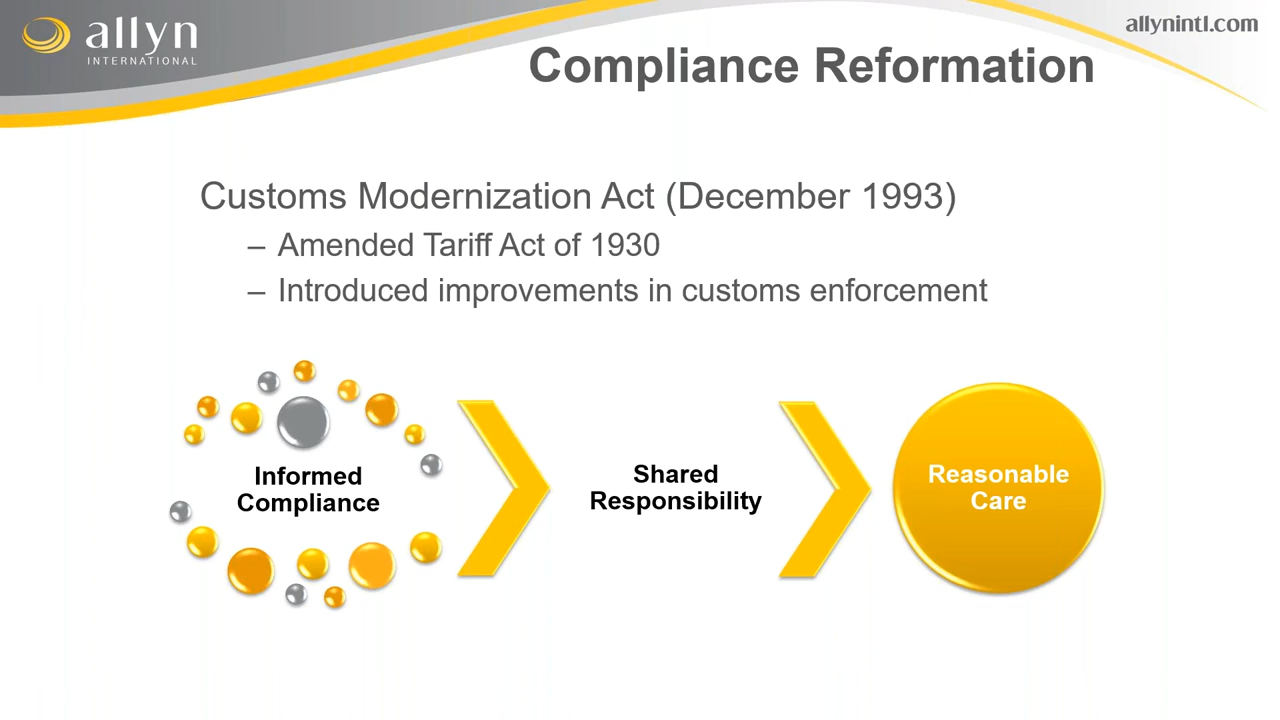 allyn
INTERNATIONAL
allynintl.com
Compliance Reformation
Customs Modernization Act (December 1993)
– Amended Tariff Act of 1930
– Introduced improvements in customs enforcement
Informed
Compliance
Shared
Responsibility
Reasonable
Care